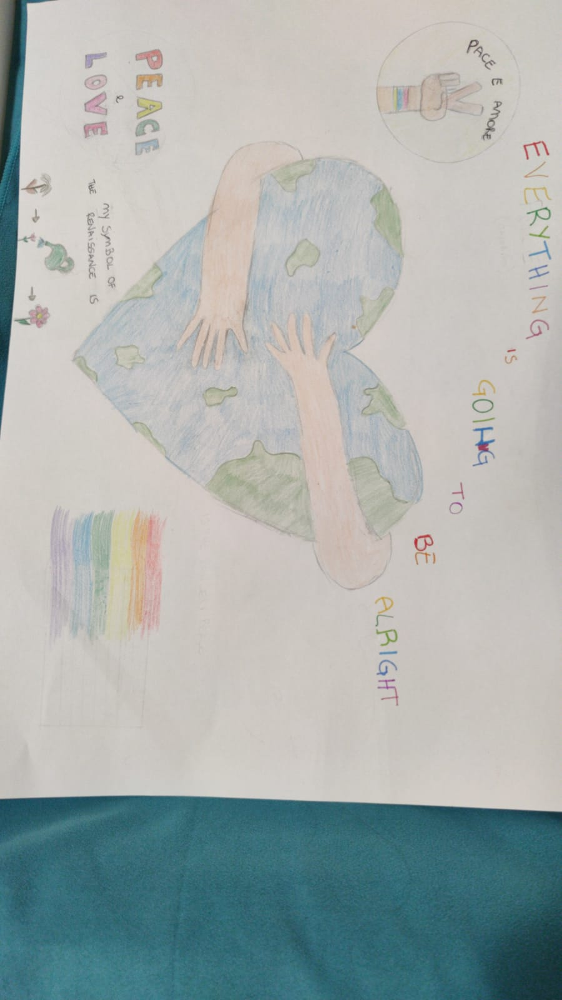 EVERYTHING
IS
GOING
TO
BE
ALRIGHT
PACE E AMORE
PEACE
&
LOVE
MY SYMBOL OF
THE RENAISSANCE IS